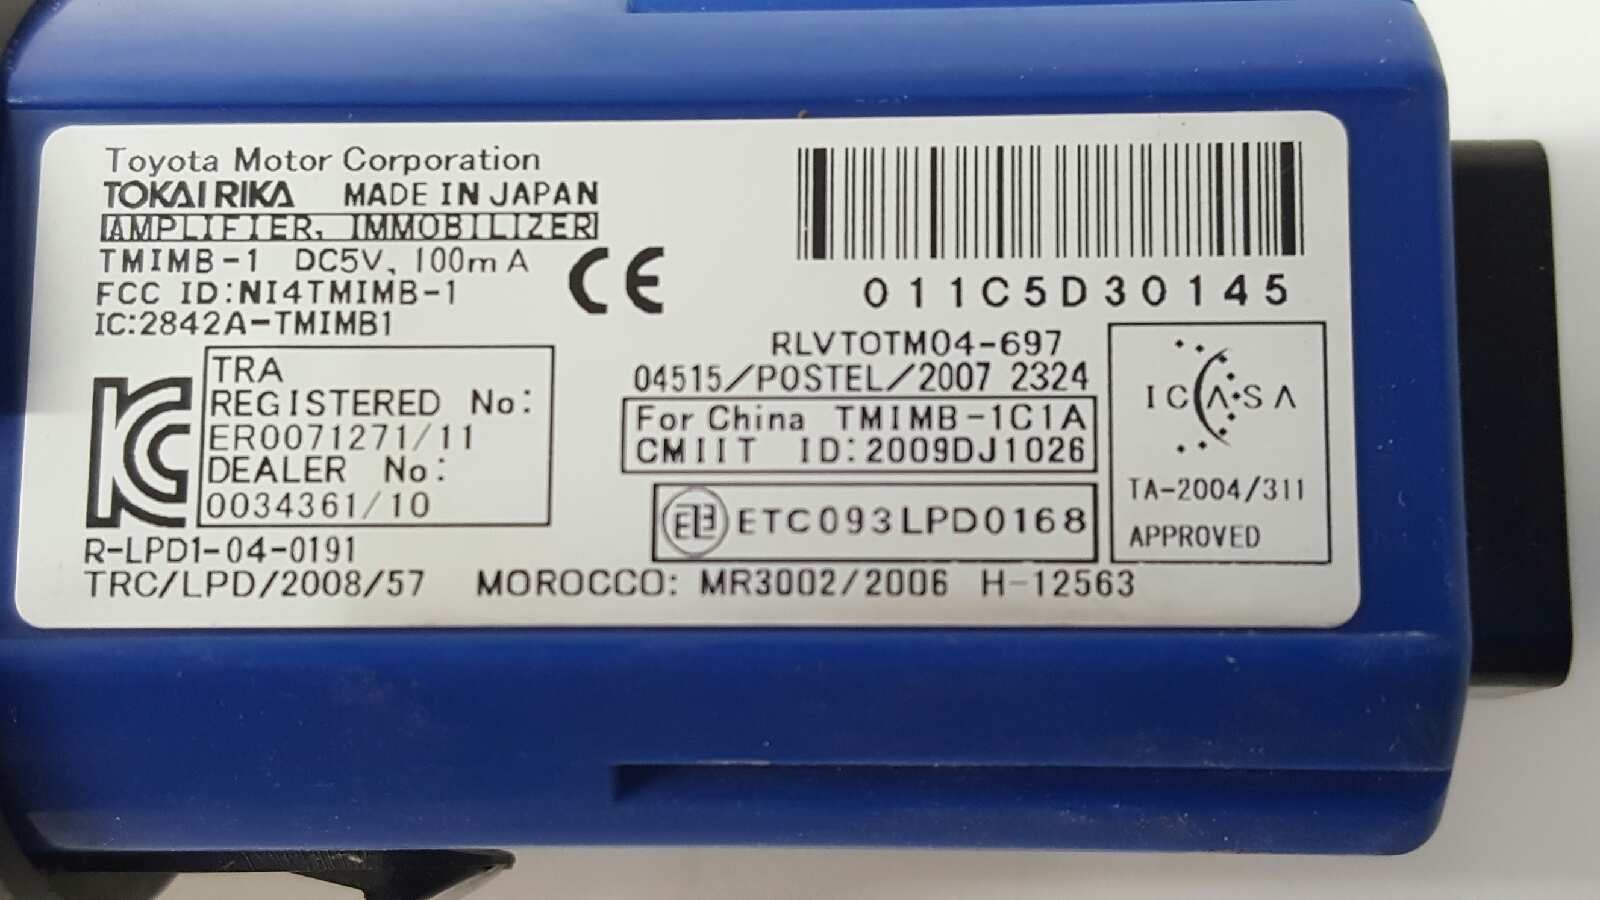 Toyota Motor Corporation
TOKAI RIKA MADE IN JAPAN
AMPLIFIER, IMMOBILIZER
TMIMB-1 DC5V, 100mA
FCC ID:NI4TMIMB-1
IC:2842A-TMIMB1
CE
011C5D30145
TRA
REGISTERED No:
ER0071271/11
DEALER No:
0034361/10
R-LPD1-04-0191
TRC/LPD/2008/57
RLVTOTM04-697
04515/POSTEL/2007 2324
For China TMIMB-1C1A
CMIIT ID:2009DJ1026
ETC093LPD0168
MOROCCO: MR3002/2006 H-12563
ICASA
TA-2004/311
APPROVED